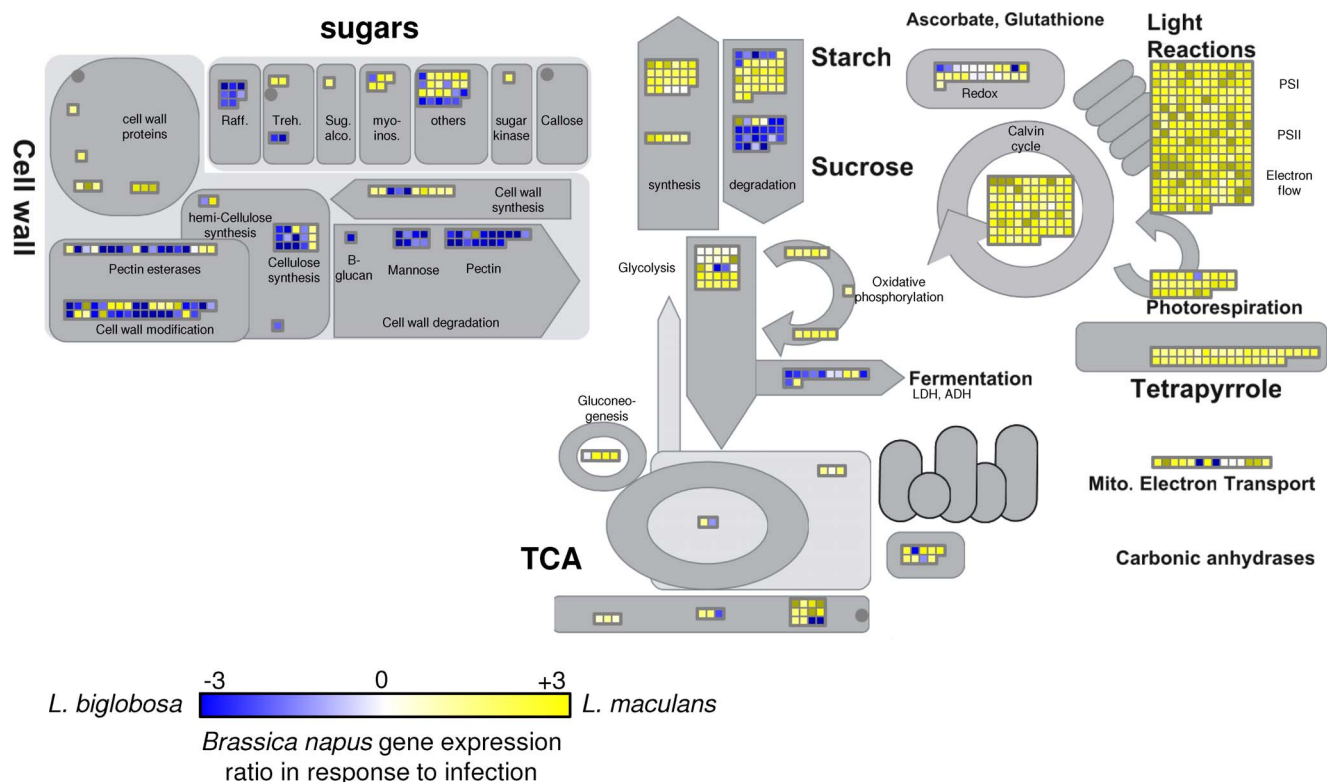 sugars
Ascorbate, Glutathione
Light
Reactions
Starch
PSI
Redox
cell wall
proteins
Raff.
Treh.
Sug.
alco.
myo-
inos.
others
sugar
kinase
Callose
Calvin
cycle
PSII
Cell wall
Sucrose
Electron
flow
synthesis
degradation
Cell wall
synthesis
hemi-Cellulose
synthesis
Pectin esterases
Cellulose
synthesis
B-
glucan
Mannose
Pectin
Glycolysis
Oxidative
phosphorylation
Photorespiration
Cell modification
Cell wall degradation
Fermentation
LDH, ADH
Tetrapyrrole
Gluconeo-
genesis
Mito. Electron Transport
TCA
Carbonic anhydrases
-3
0
+3
L. biglobosa
L. maculans
Brassica napus gene expression
ratio in response to infection